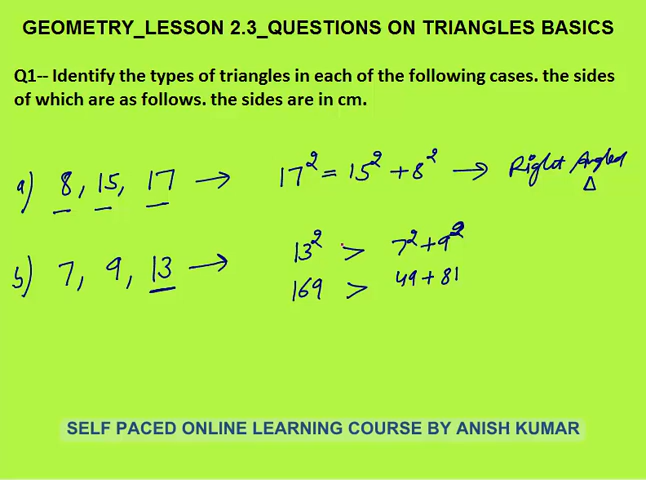 GEOMETRY_LESSON 2.3_QUESTIONS ON TRIANGLES BASICS
Q1-- Identify the types of triangles in each of the following cases. the sides
of which are as follows. the sides are in cm.
a) 8, 15, 17 → 17² = 15² + 8² → Right Angled Δ
b) 7, 9, 13 → 13² > 7² + 9²
169 > 49 + 81
SELF PACED ONLINE LEARNING COURSE BY ANISH KUMAR